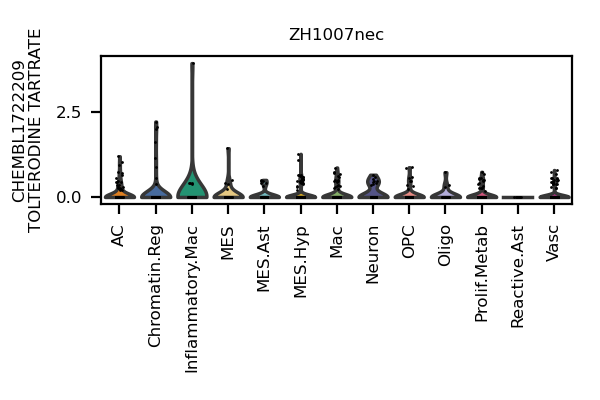 ZH1007nec
CHEMBL1722209
TOLTERODINE TARTRATE
2.5
0.0
AC
Chromatin.Reg
Inflammatory.Mac
MES
MES.Ast
MES.Hyp
Mac
Neuron
OPC
Oligo
Prolif.Metab
Reactive.Ast
Vasc